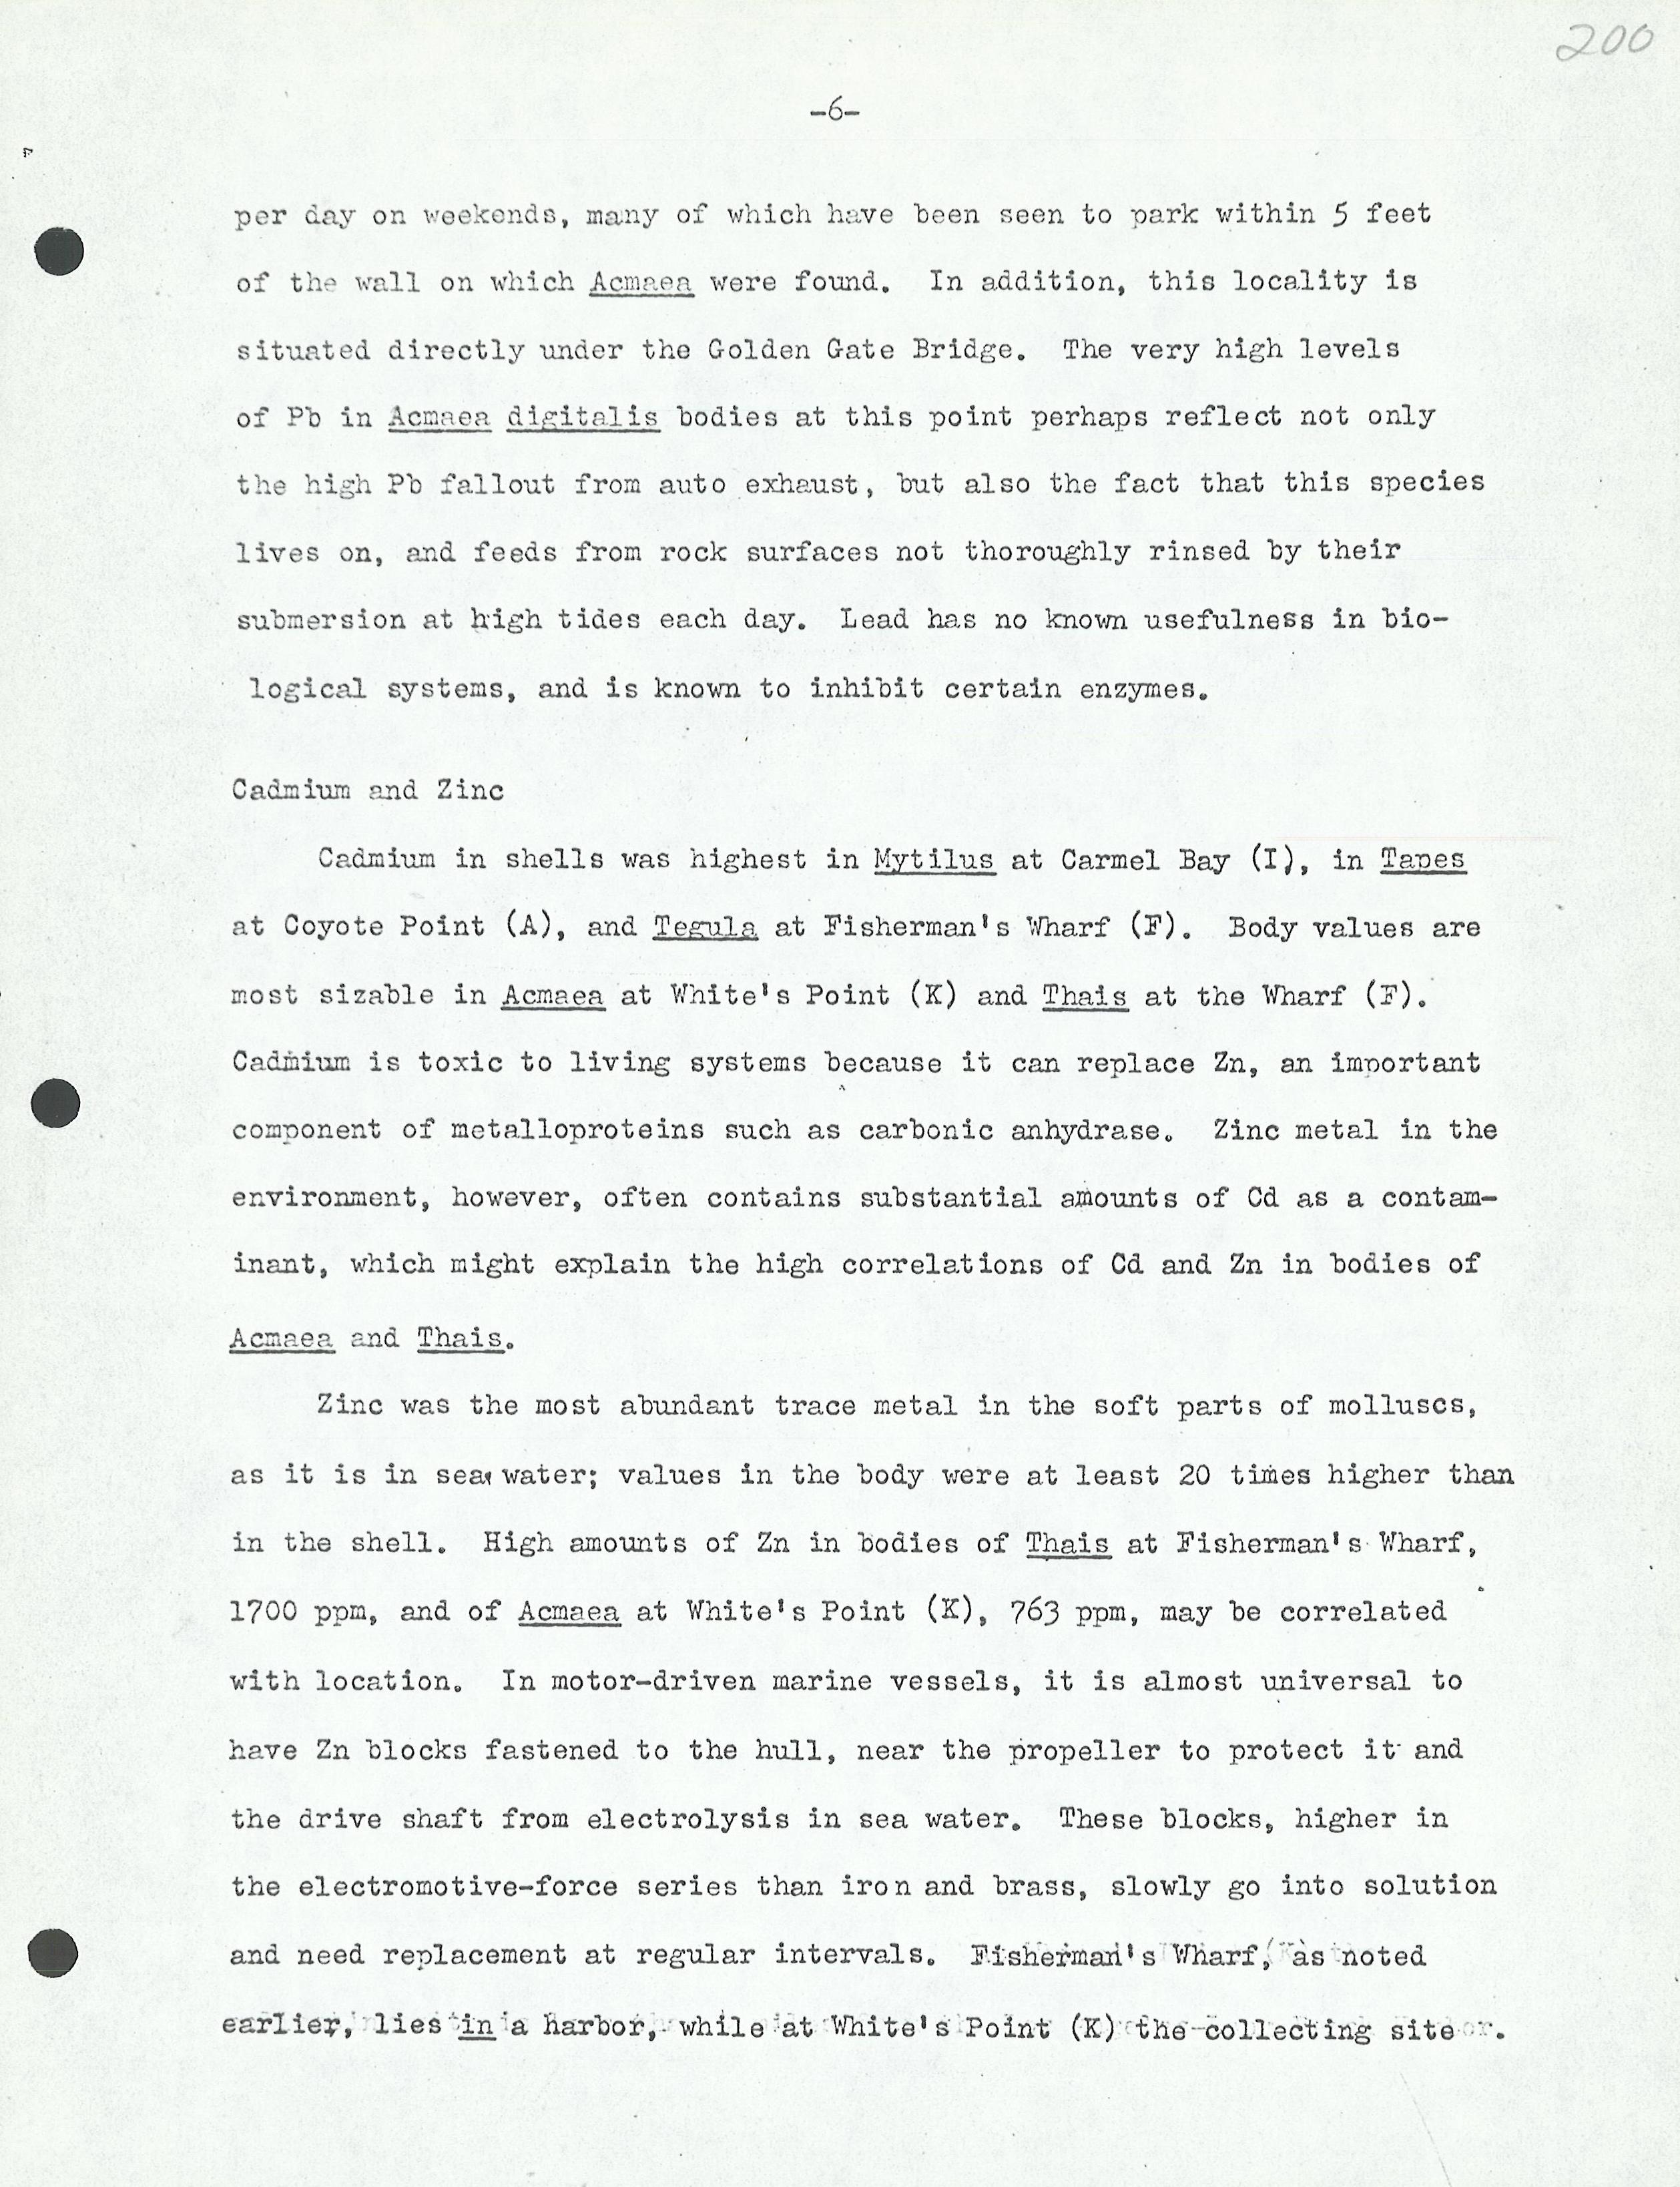 200
-6-
per day on weekends, many of which have been seen to park within 5 feet
of the wall on which Acmaea were found. In addition, this locality is
situated directly under the Golden Gate Bridge. The very high levels
of Pb in Acmaea digitalis bodies at this point perhaps reflect not only
the high Pb fallout from auto exhaust, but also the fact that this species
lives on, and feeds from rock surfaces not thoroughly rinsed by their
submersion at high tides each day. Lead has no known usefulness in bio-
logical systems, and is known to inhibit certain enzymes.
Cadmium and Zinc
Cadmium in shells was highest in Mytilus at Carmel Bay (I), in Tapes
at Coyote Point (A), and Tegula at Fisherman's Wharf (F). Body values are
most sizable in Acmaea at White's Point (K) and Thais at the Wharf (F).
Cadmium is toxic to living systems because it can replace Zn, an important
component of metalloproteins such as carbonic anhydrase. Zinc metal in the
environment, however, often contains substantial amounts of Cd as a contam-
inant, which might explain the high correlations of Cd and Zn in bodies of
Acmaea and Thais.
Zinc was the most abundant trace metal in the soft parts of molluscs,
as it is in sea water; values in the body were at least 20 times higher than
in the shell. High amounts of Zn in bodies of Thais at Fisherman's Wharf,
1700 ppm, and of Acmaea at White's Point (K), 763 ppm, may be correlated
with location. In motor-driven marine vessels, it is almost universal to
have Zn blocks fastened to the hull, near the propeller to protect it and
the drive shaft from electrolysis in sea water. These blocks, higher in
the electromotive-force series than iron and brass, slowly go into solution
and need replacement at regular intervals. Fisherman's Wharf, as noted
earlier, lies in a harbor, while at White's Point (K) the collecting site